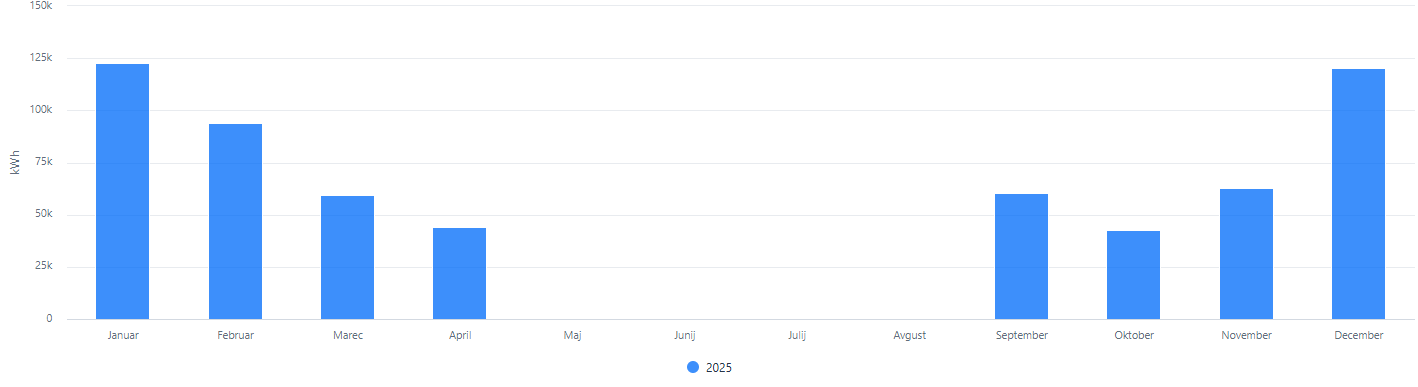 150k
125k
100k
75k
50k
25k
0
kWh
Januar Februar Marec April Maj Junij Julij Avgust September Oktober November December
2025